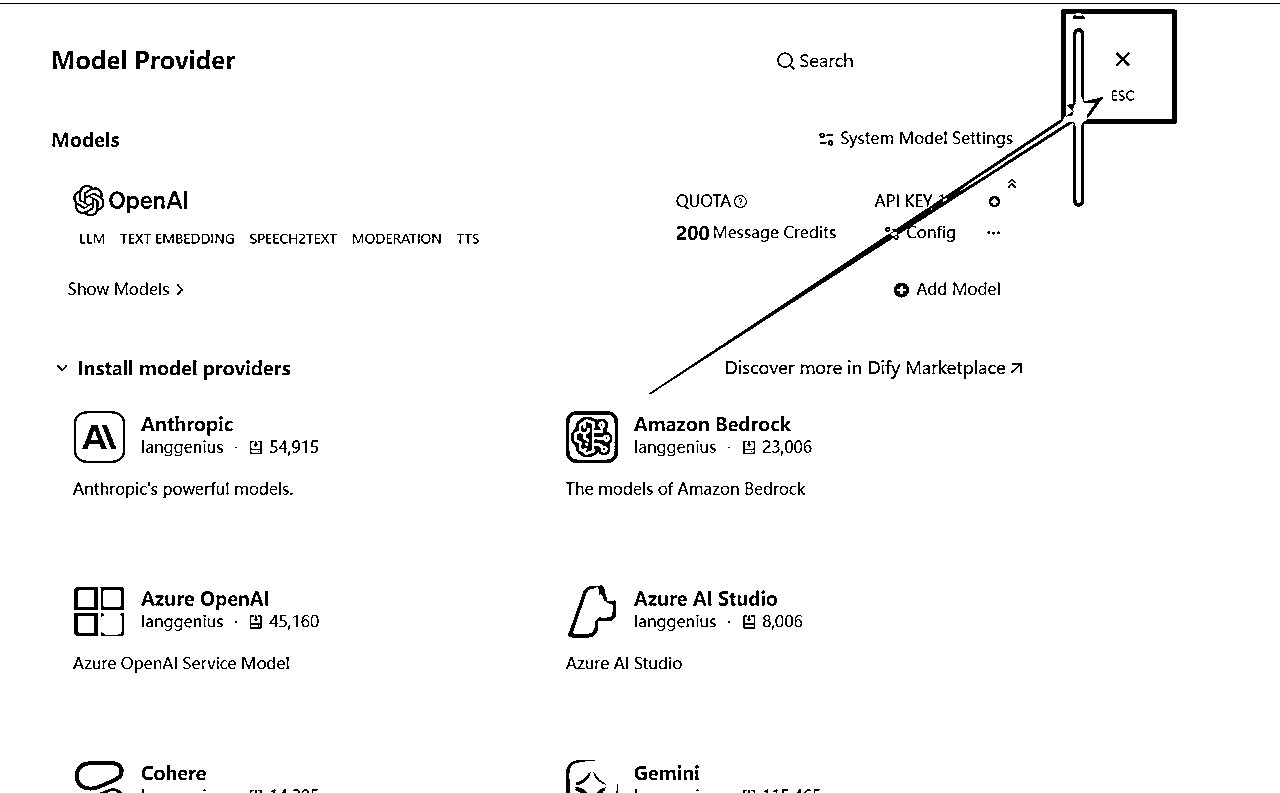 Model Provider
Search
ESC
Models
System Model Settings
OpenAI
QUOTA
API KEY
LLM TEXT EMBEDDING SPEECH2TEXT MODERATION TTS
200 Message Credits
Config
Show Models
Add Model
Install model providers
Discover more in Dify Marketplace
Anthropic
langgenius · 54,915
Anthropic's powerful models.
Amazon Bedrock
langgenius · 23,006
The models of Amazon Bedrock
Azure OpenAI
langgenius · 45,160
Azure OpenAI Service Model
Azure AI Studio
langgenius · 8,006
Azure AI Studio
Cohere
Gemini